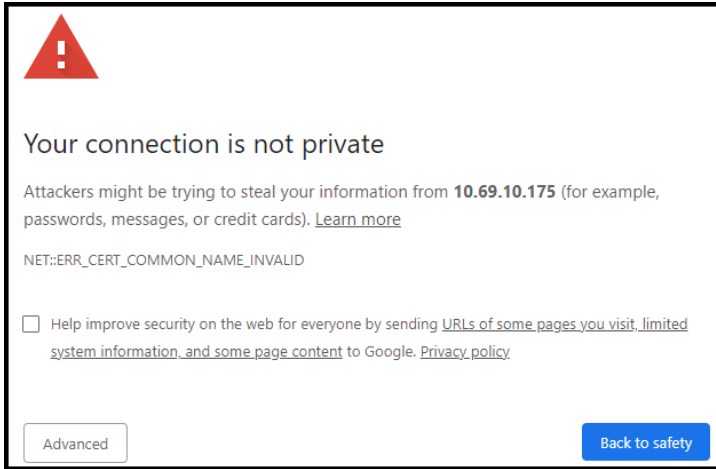 Your connection is not private
Attackers might be trying to steal your information from 10.69.10.175 (for example,
passwords, messages, or credit cards). Learn more
NET::ERR_CERT_COMMON_NAME_INVALID
Help improve security on the web for everyone by sending URLs of some pages you visit, limited
system information, and some page content to Google. Privacy policy
Advanced
Back to safety